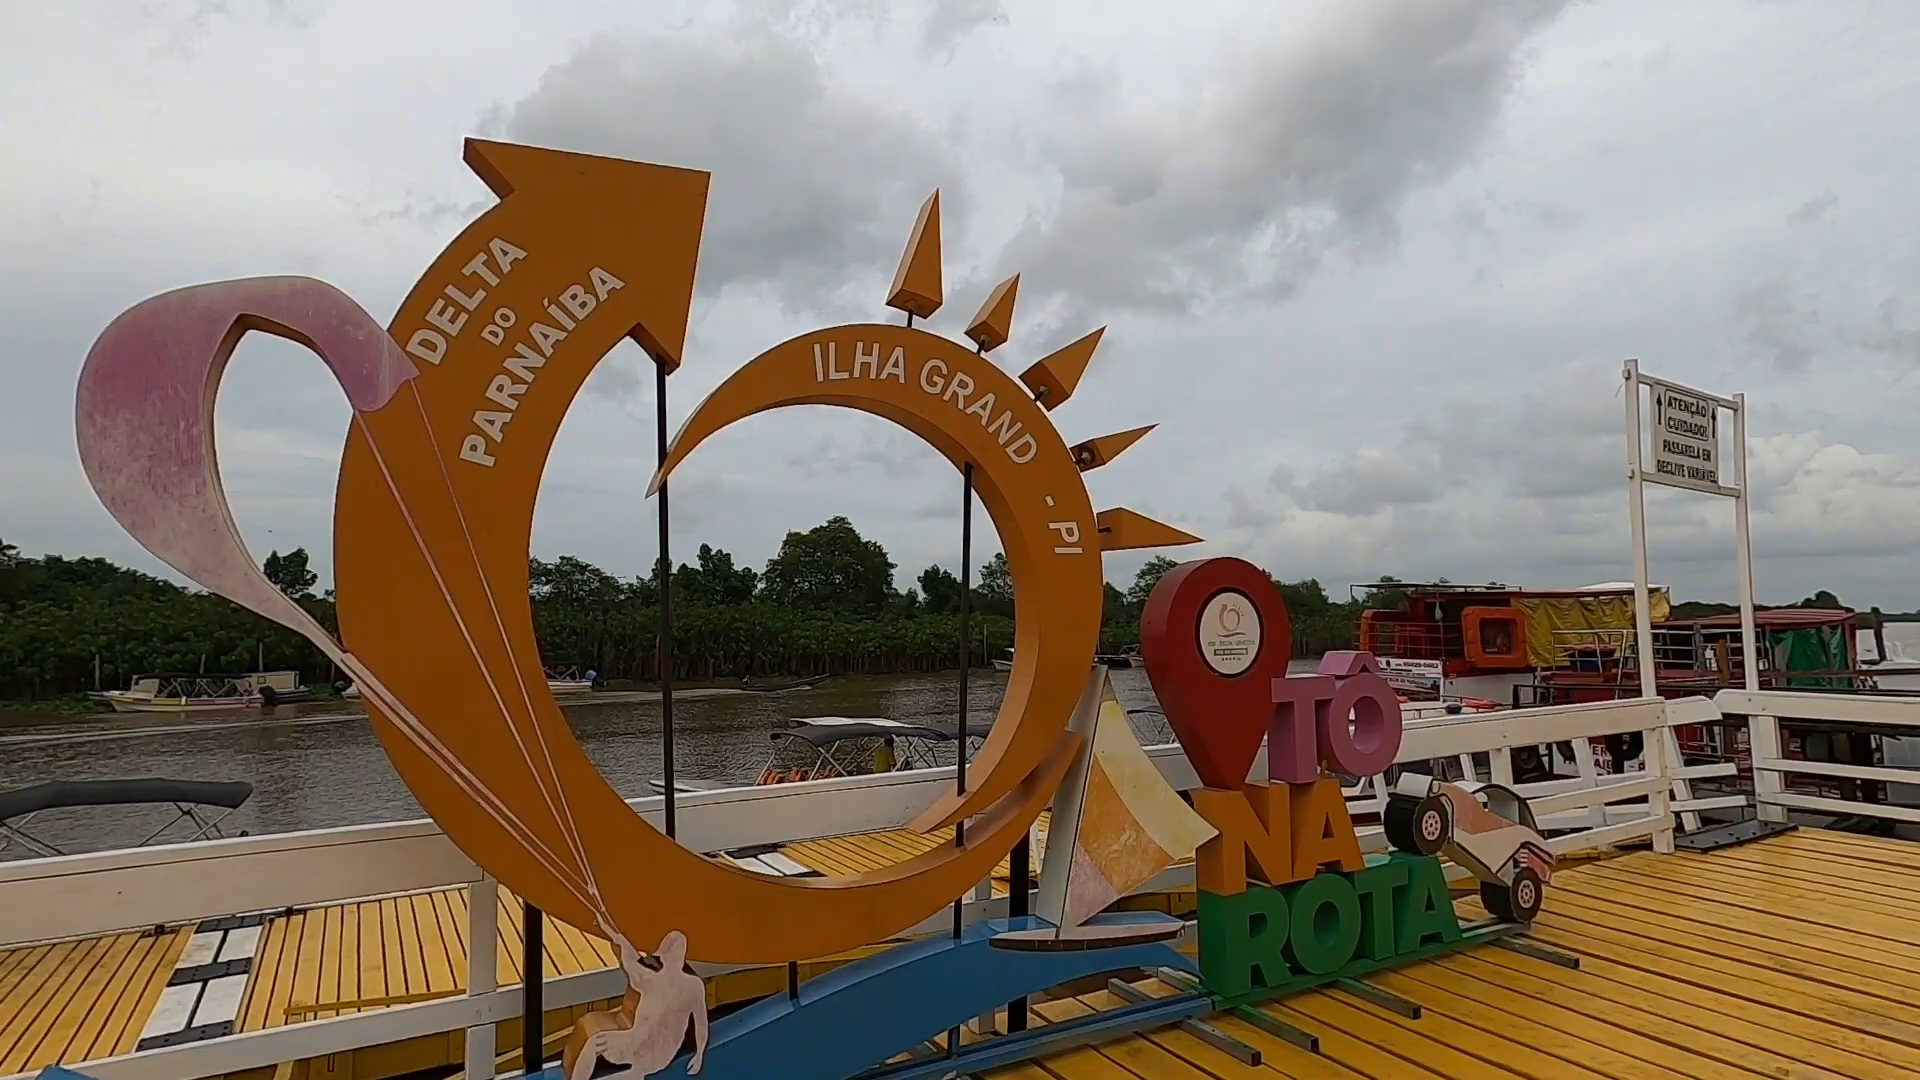 DELTA
DO
PARNAÍBA
ILHA GRAND - PI
TÔ
NA
ROTA
ATENÇÃO
CUIDADO!
PASSARELA EM
DECLIVE VARIÁVEL